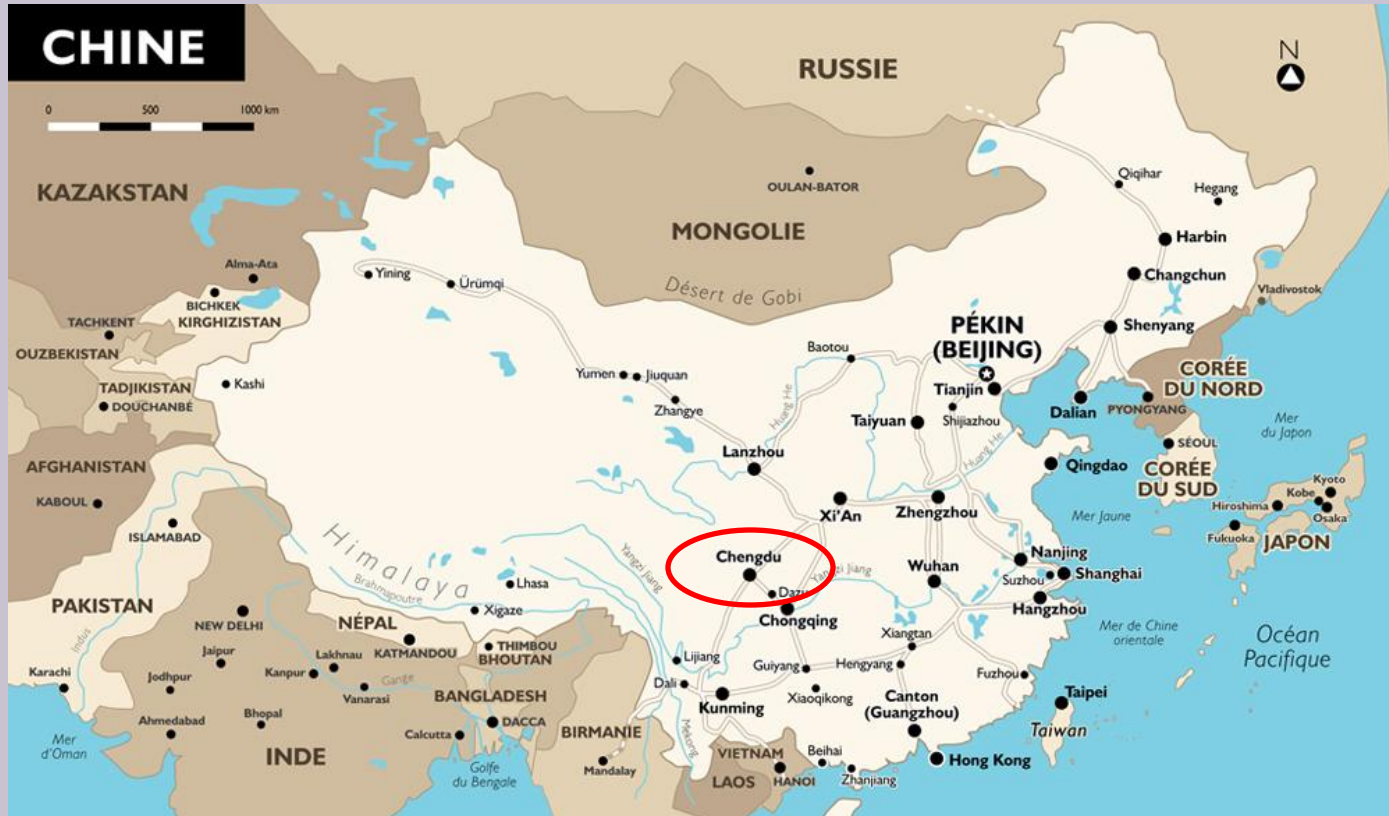 CHINE
0 500 1000 km
N
RUSSIE
KAZAKSTAN
OULAN-BATOR
MONGOLIE
Désert de Gobi
Qiqihar
Hegang
Harbin
Changchun
Vladivostok
Shenyang
Alma-Ata
BICHKEK
KIRGHIZISTAN
TACHKENT
OUZBEKISTAN
TADJIKISTAN
DOUCHANBÉ
Yining
Ürümqi
Kashi
Yumen
Jiuquan
Zhangye
Baotou
Huang He
PÉKIN
(BEIJING)
Tianjin
Shijiazhou
Taiyuan
Dalian
CORÉE
DU NORD
PYONGYANG
SÉOUL
CORÉE
DU SUD
Mer
du Japon
Lanzhou
Xi'An
Zhengzhou
Huang He
Qingdao
Mer Jaune
Kyoto
Kobe
Hiroshima
Osaka
Fukuoka
JAPON
AFGHANISTAN
KABOUL
ISLAMABAD
PAKISTAN
Indus
Karachi
Mer
d'Oman
Himalaya
Brahmapoutre
Lhasa
Xigaze
Yangzi Jiang
Chengdu
Dazu
Chongqing
Yangzi Jiang
Wuhan
Nanjing
Suzhou
Shanghai
Hangzhou
Mer de Chine
orientale
Océan
Pacifique
NEW DELHI
Jaipur
Jodhpur
Lakhnau
Kanpur
Gange
Vanarasi
Ahmedabad
Bhopal
INDE
NÉPAL
KATMANDOU
THIMBOU
BHOUTAN
BANGLADESH
DACCA
Calcutta
Golfe
du Bengale
BIRMANIE
Mandalay
Lijiang
Dali
Kunming
Mekong
Guiyang
Xiaoqikong
Xiangtan
Hengyang
Fuzhou
Canton
(Guangzhou)
Taipei
Taiwan
Hong Kong
VIETNAM
HANOI
LAOS
Beihai
Zhanjiang